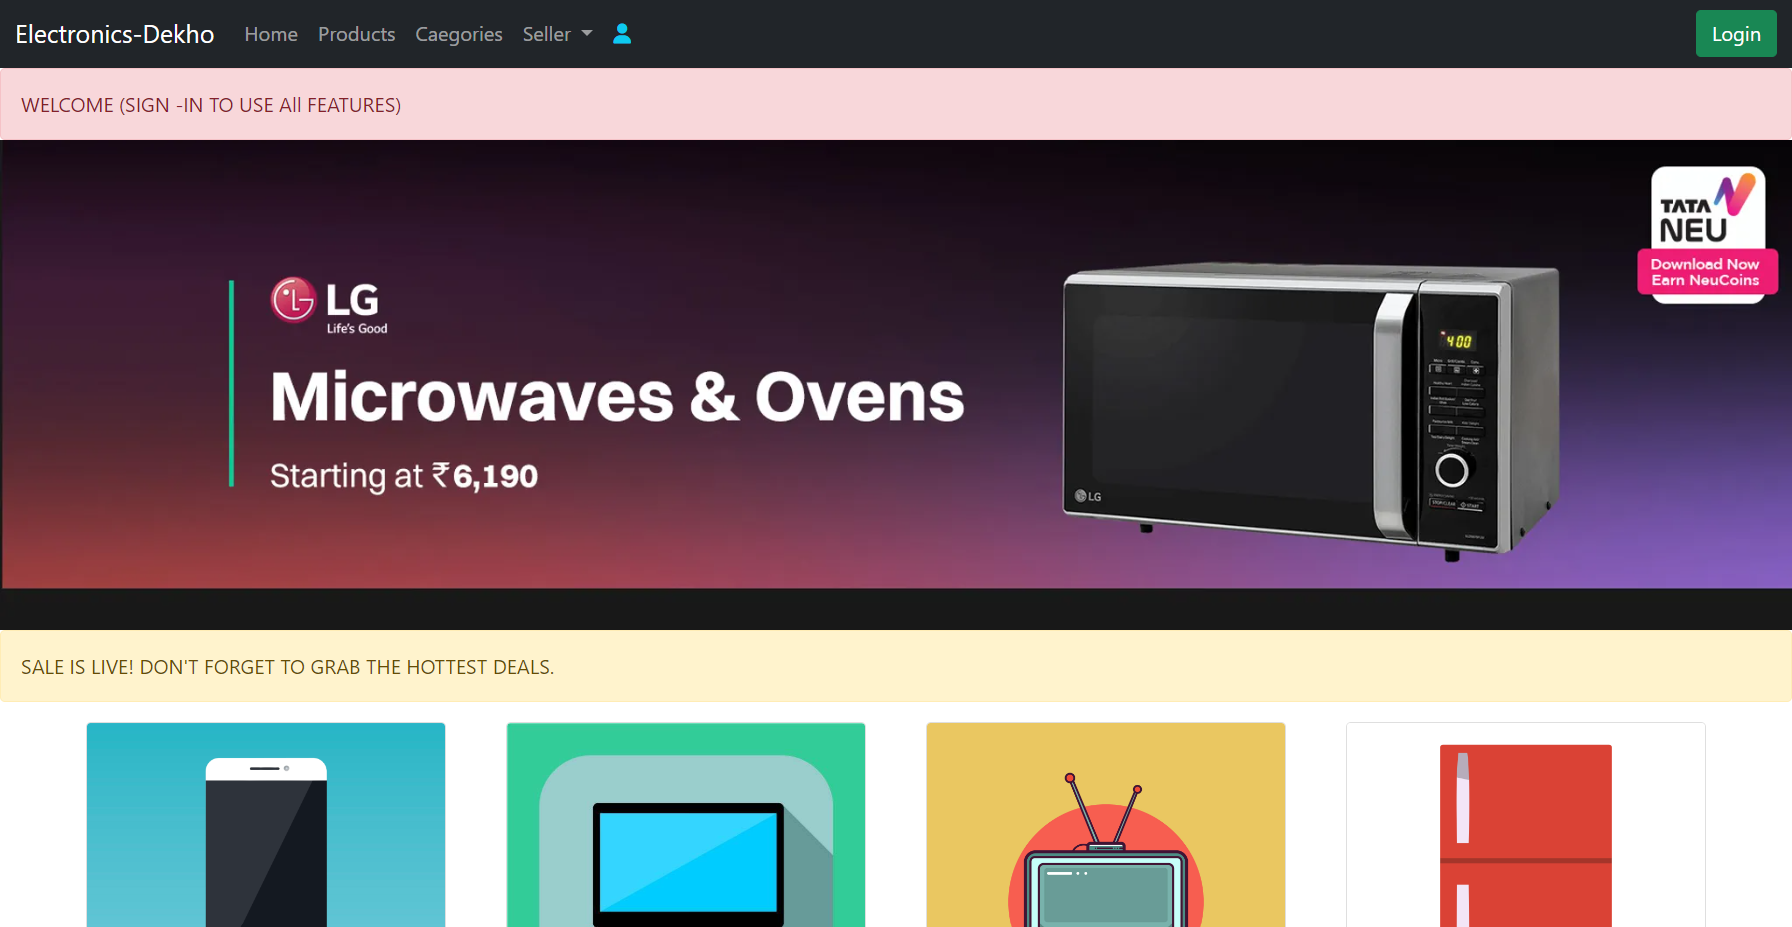 Electronics-Dekho Home Products Caegories Seller Login
WELCOME (SIGN -IN TO USE All FEATURES)
TATA
NEU
Download Now
Earn NeuCoins
LG
Life's Good
Microwaves & Ovens
Starting at ₹6,190
400
LG
SALE IS LIVE! DON'T FORGET TO GRAB THE HOTTEST DEALS.